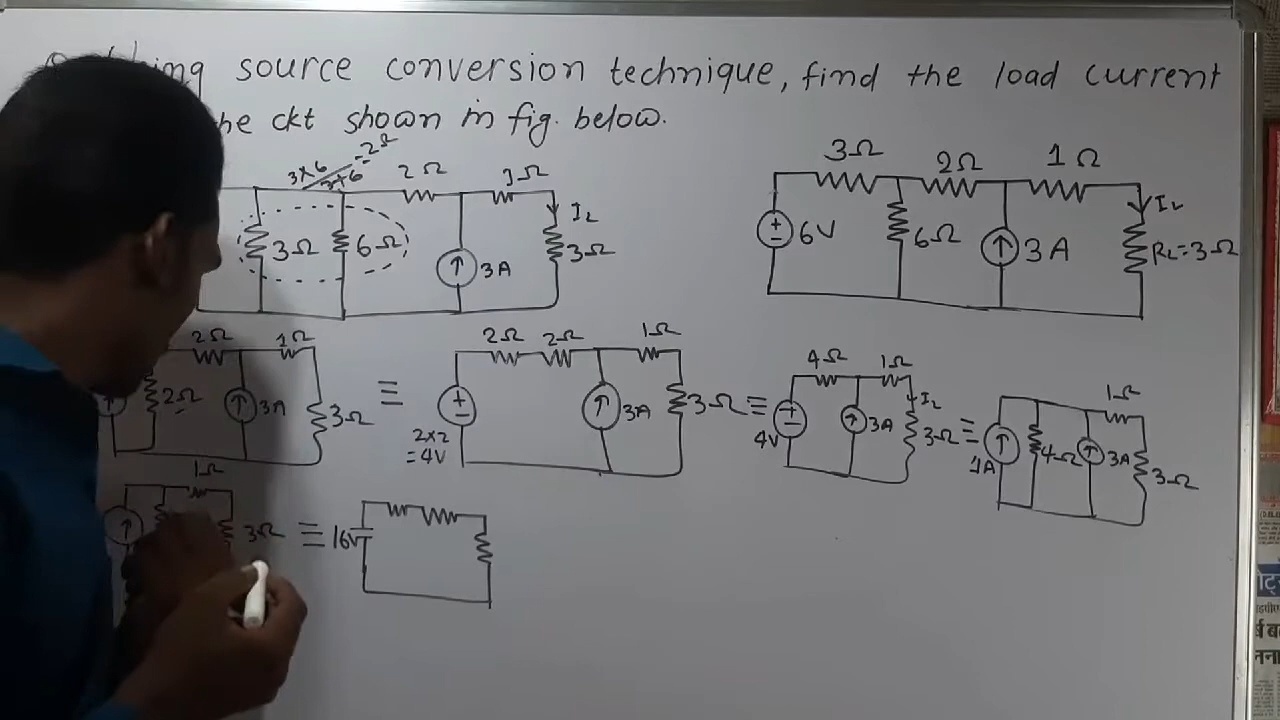 source conversion technique, find the load current
he ckt shown in fig. below.
3Ω 2Ω 1Ω
6V 6Ω 3A RL=3Ω
IL
3×6
3×6 -2Ω
2Ω 3Ω
3Ω 6Ω 3A IL 3Ω
2Ω 1Ω
2Ω 3A 3Ω ≡
2Ω 2Ω 1Ω
2×2
=4V 3A 3Ω ≡
4Ω 1Ω
4V 3A IL 3Ω ≡
1Ω
1A 4Ω 3A 3Ω
1Ω
3Ω ≡ 16V